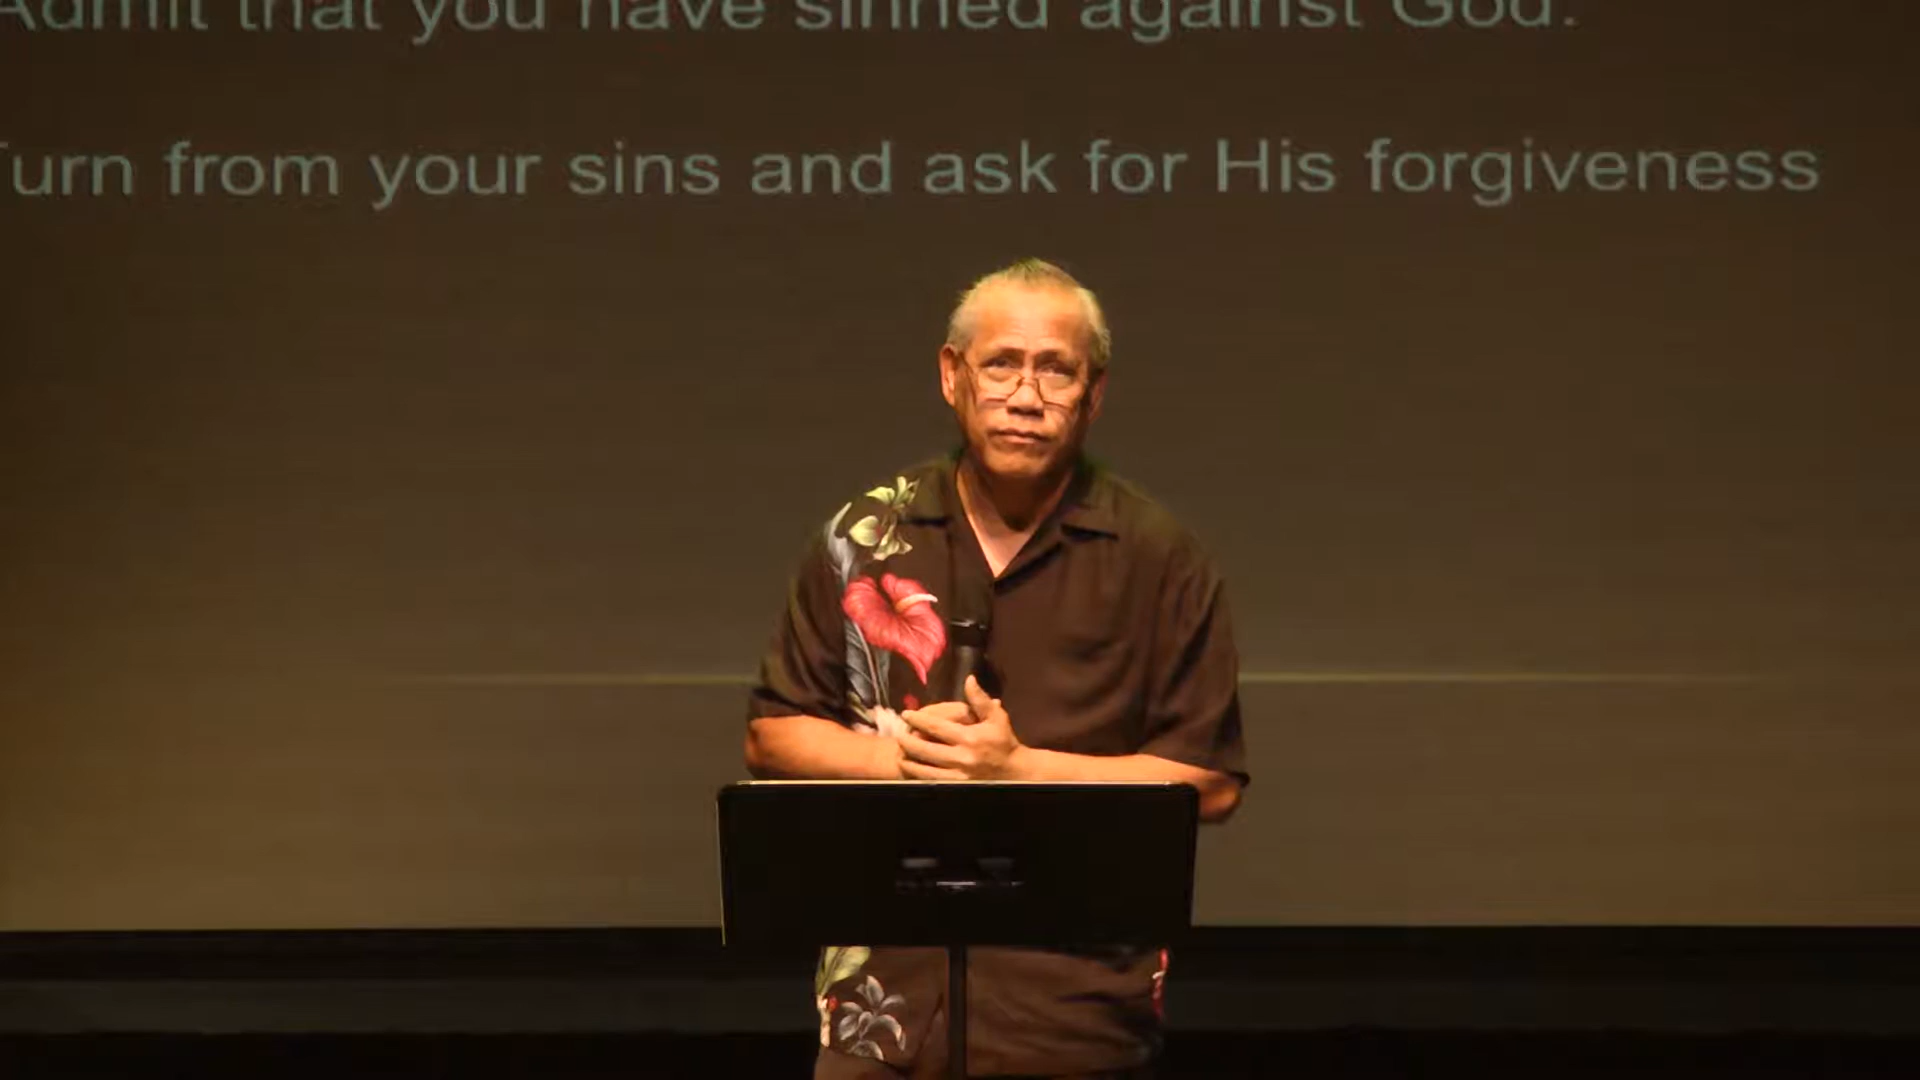 Admit that you have sinned against God.
Turn from your sins and ask for His forgiveness